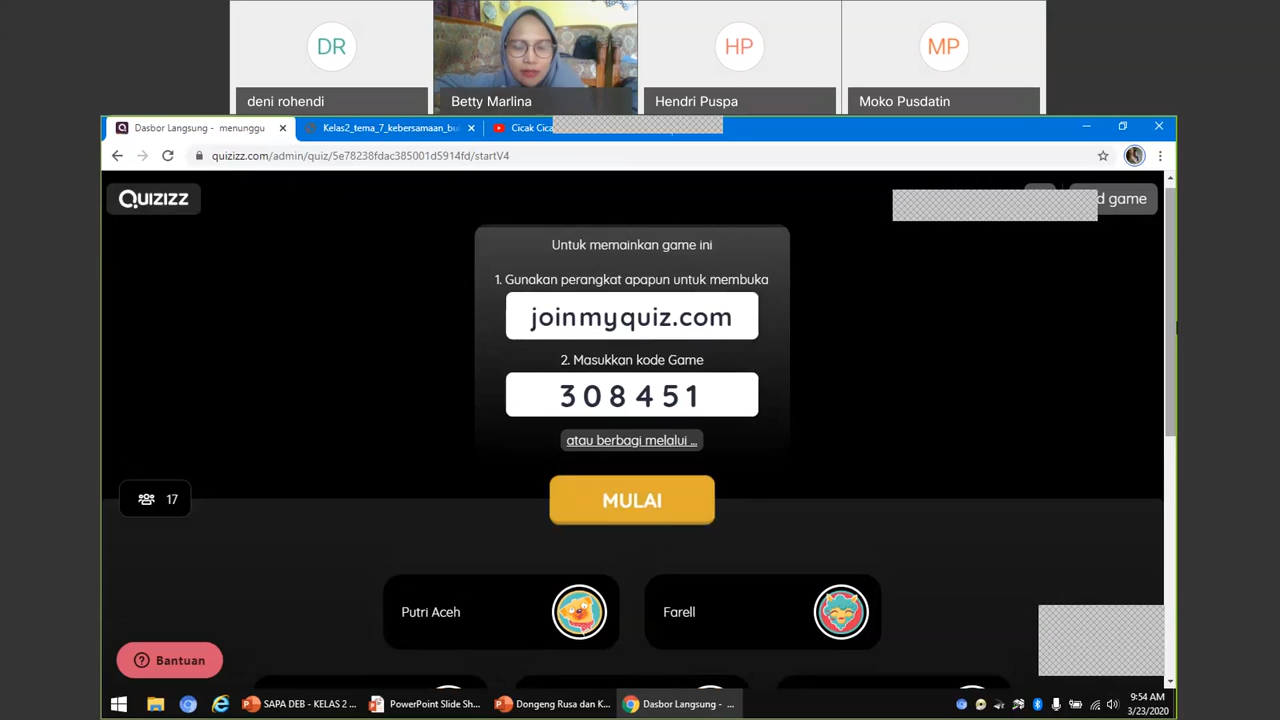 DR
HP
MP
deni rohendi
Betty Marlina
Hendri Puspa
Moko Pusdatin
Dasbor Langsung - menunggu
Kelas2_tema_7_kebersamaan_bu
Cicak Cica
quizizz.com/admin/quiz/5e78238fdac385001d5914fd/startV4
QUIZIZZ
d game
Untuk memainkan game ini
1. Gunakan perangkat apapun untuk membuka
joinmyquiz.com
2. Masukkan kode Game
308451
atau berbagi melalui ...
17
MULAI
Putri Aceh
Farell
Bantuan
SAPA DEB - KELAS 2 ...
PowerPoint Slide Sh...
Dongeng Rusa dan K...
Dasbor Langsung - ...
9:54 AM
3/23/2020